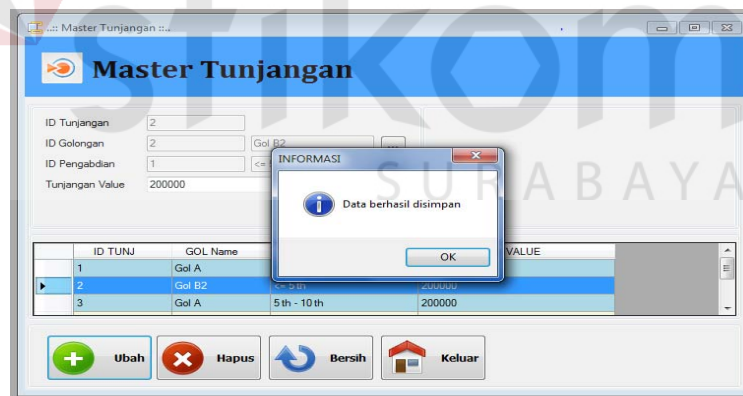 ..:: Master Tunjangan ::..
Master Tunjangan
ID Tunjangan 2
ID Golongan 2 Gol B2 ...
ID Pengabdian 1 <=
Tunjangan Value 200000
INFORMASI
Data berhasil disimpan
OK
stikom
SURABAYA
ID TUNJ GOL Name VALUE
1 Gol A
2 Gol B2 <= 5 th 200000
3 Gol A 5 th - 10 th 200000
Ubah Hapus Bersih Keluar